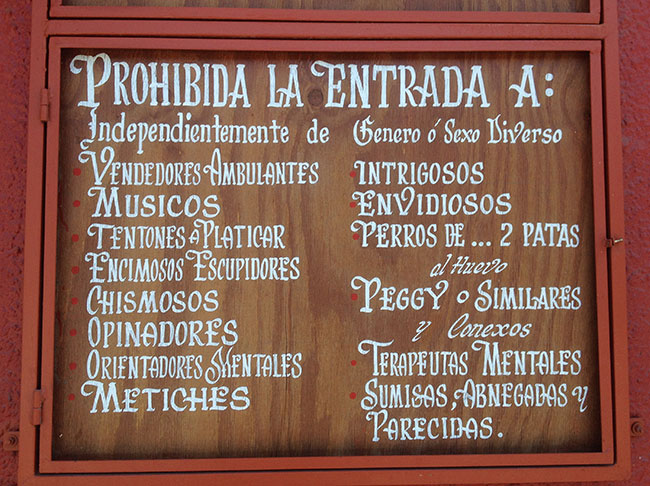 PROHIBIDA LA ENTRADA A:
Independientemente de Genero ó Sexo Diverso
VENDEDORES AMBULANTES
MUSICOS
TENTONES A PLATICAR
ENCIMOSOS ESCUPIDORES
CHISMOSOS
OPINADORES
ORIENTADORES MENTALES
METICHES
INTRIGOSOS
ENVIDIOSOS
PERROS DE ... 2 PATAS
al Huevo
PEGGY O SIMILARES
y Conexos
TERAPEUTAS MENTALES
SUMISAS, ABNEGADAS y
PARECIDAS.